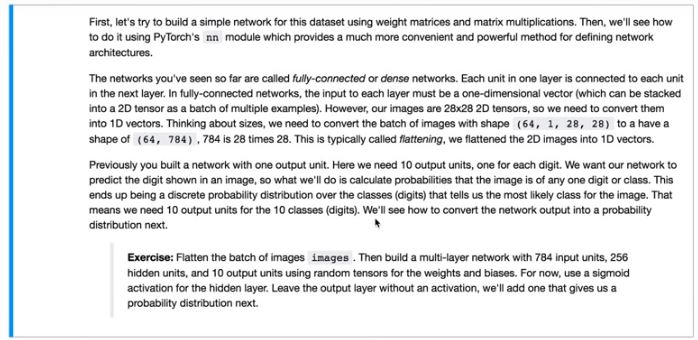 First, let's try to build a simple network for this dataset using weight matrices and matrix multiplications. Then, we'll see how
to do it using PyTorch's nn module which provides a much more convenient and powerful method for defining network
architectures.
The networks you've seen so far are called fully-connected or dense networks. Each unit in one layer is connected to each unit
in the next layer. In fully-connected networks, the input to each layer must be a one-dimensional vector (which can be stacked
into a 2D tensor as a batch of multiple examples). However, our images are 28x28 2D tensors, so we need to convert them
into 1D vectors. Thinking about sizes, we need to convert the batch of images with shape (64, 1, 28, 28) to a have a
shape of (64, 784) , 784 is 28 times 28. This is typically called flattening, we flattened the 2D images into 1D vectors.
Previously you built a network with one output unit. Here we need 10 output units, one for each digit. We want our network to
predict the digit shown in an image, so what we'll do is calculate probabilities that the image is of any one digit or class. This
ends up being a discrete probability distribution over the classes (digits) that tells us the most likely class for the image. That
means we need 10 output units for the 10 classes (digits). We'll see how to convert the network output into a probability
distribution next.
Exercise: Flatten the batch of images images . Then build a multi-layer network with 784 input units, 256
hidden units, and 10 output units using random tensors for the weights and biases. For now, use a sigmoid
activation for the hidden layer. Leave the output layer without an activation, we'll add one that gives us a
probability distribution next.